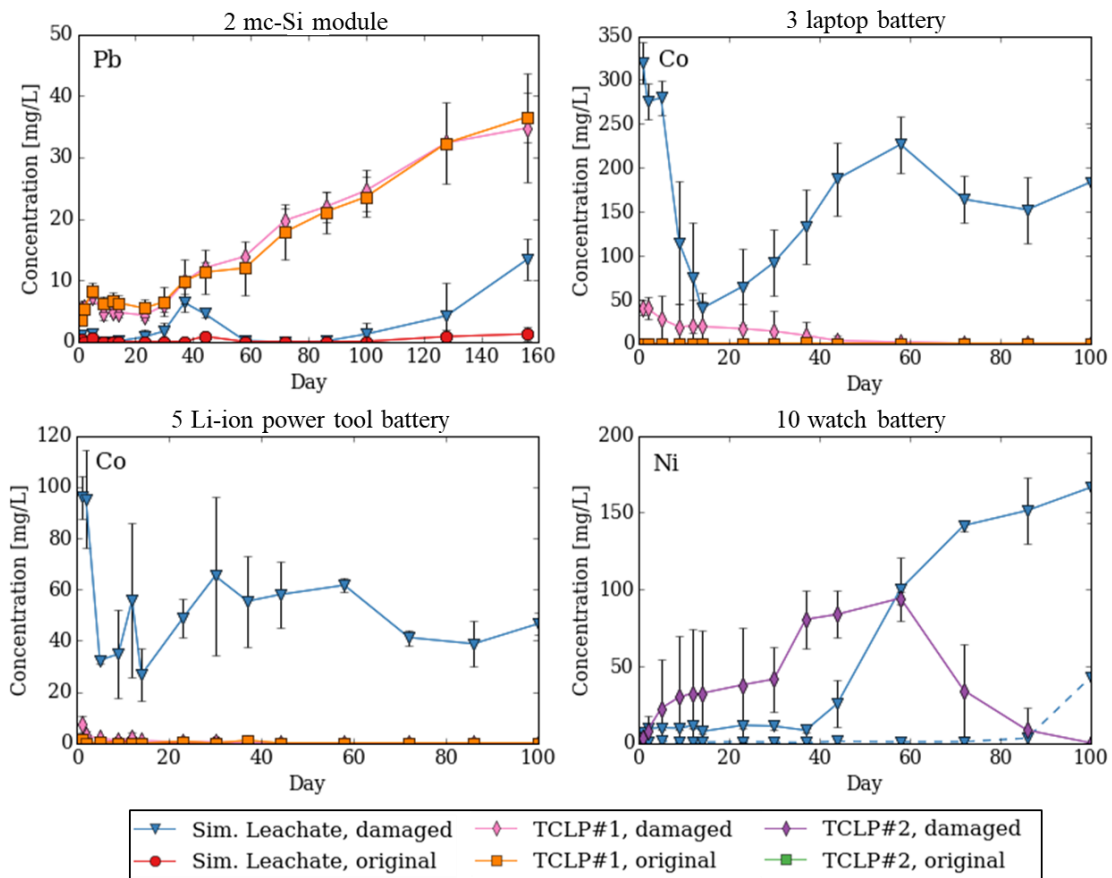 2 mc-Si module
3 laptop battery
50
40
30
20
10
0
Concentration [mg/L]
Pb
0 20 40 60 80 100 120 140 160
Day
350
300
250
200
150
100
50
0
Concentration [mg/L]
Co
0 20 40 60 80 100
Day
5 Li-ion power tool battery
10 watch battery
120
100
80
60
40
20
0
Concentration [mg/L]
Co
0 20 40 60 80 100
Day
200
150
100
50
0
Concentration [mg/L]
Ni
0 20 40 60 80 100
Day
Sim. Leachate, damaged TCLP#1, damaged TCLP#2, damaged
Sim. Leachate, original TCLP#1, original TCLP#2, original